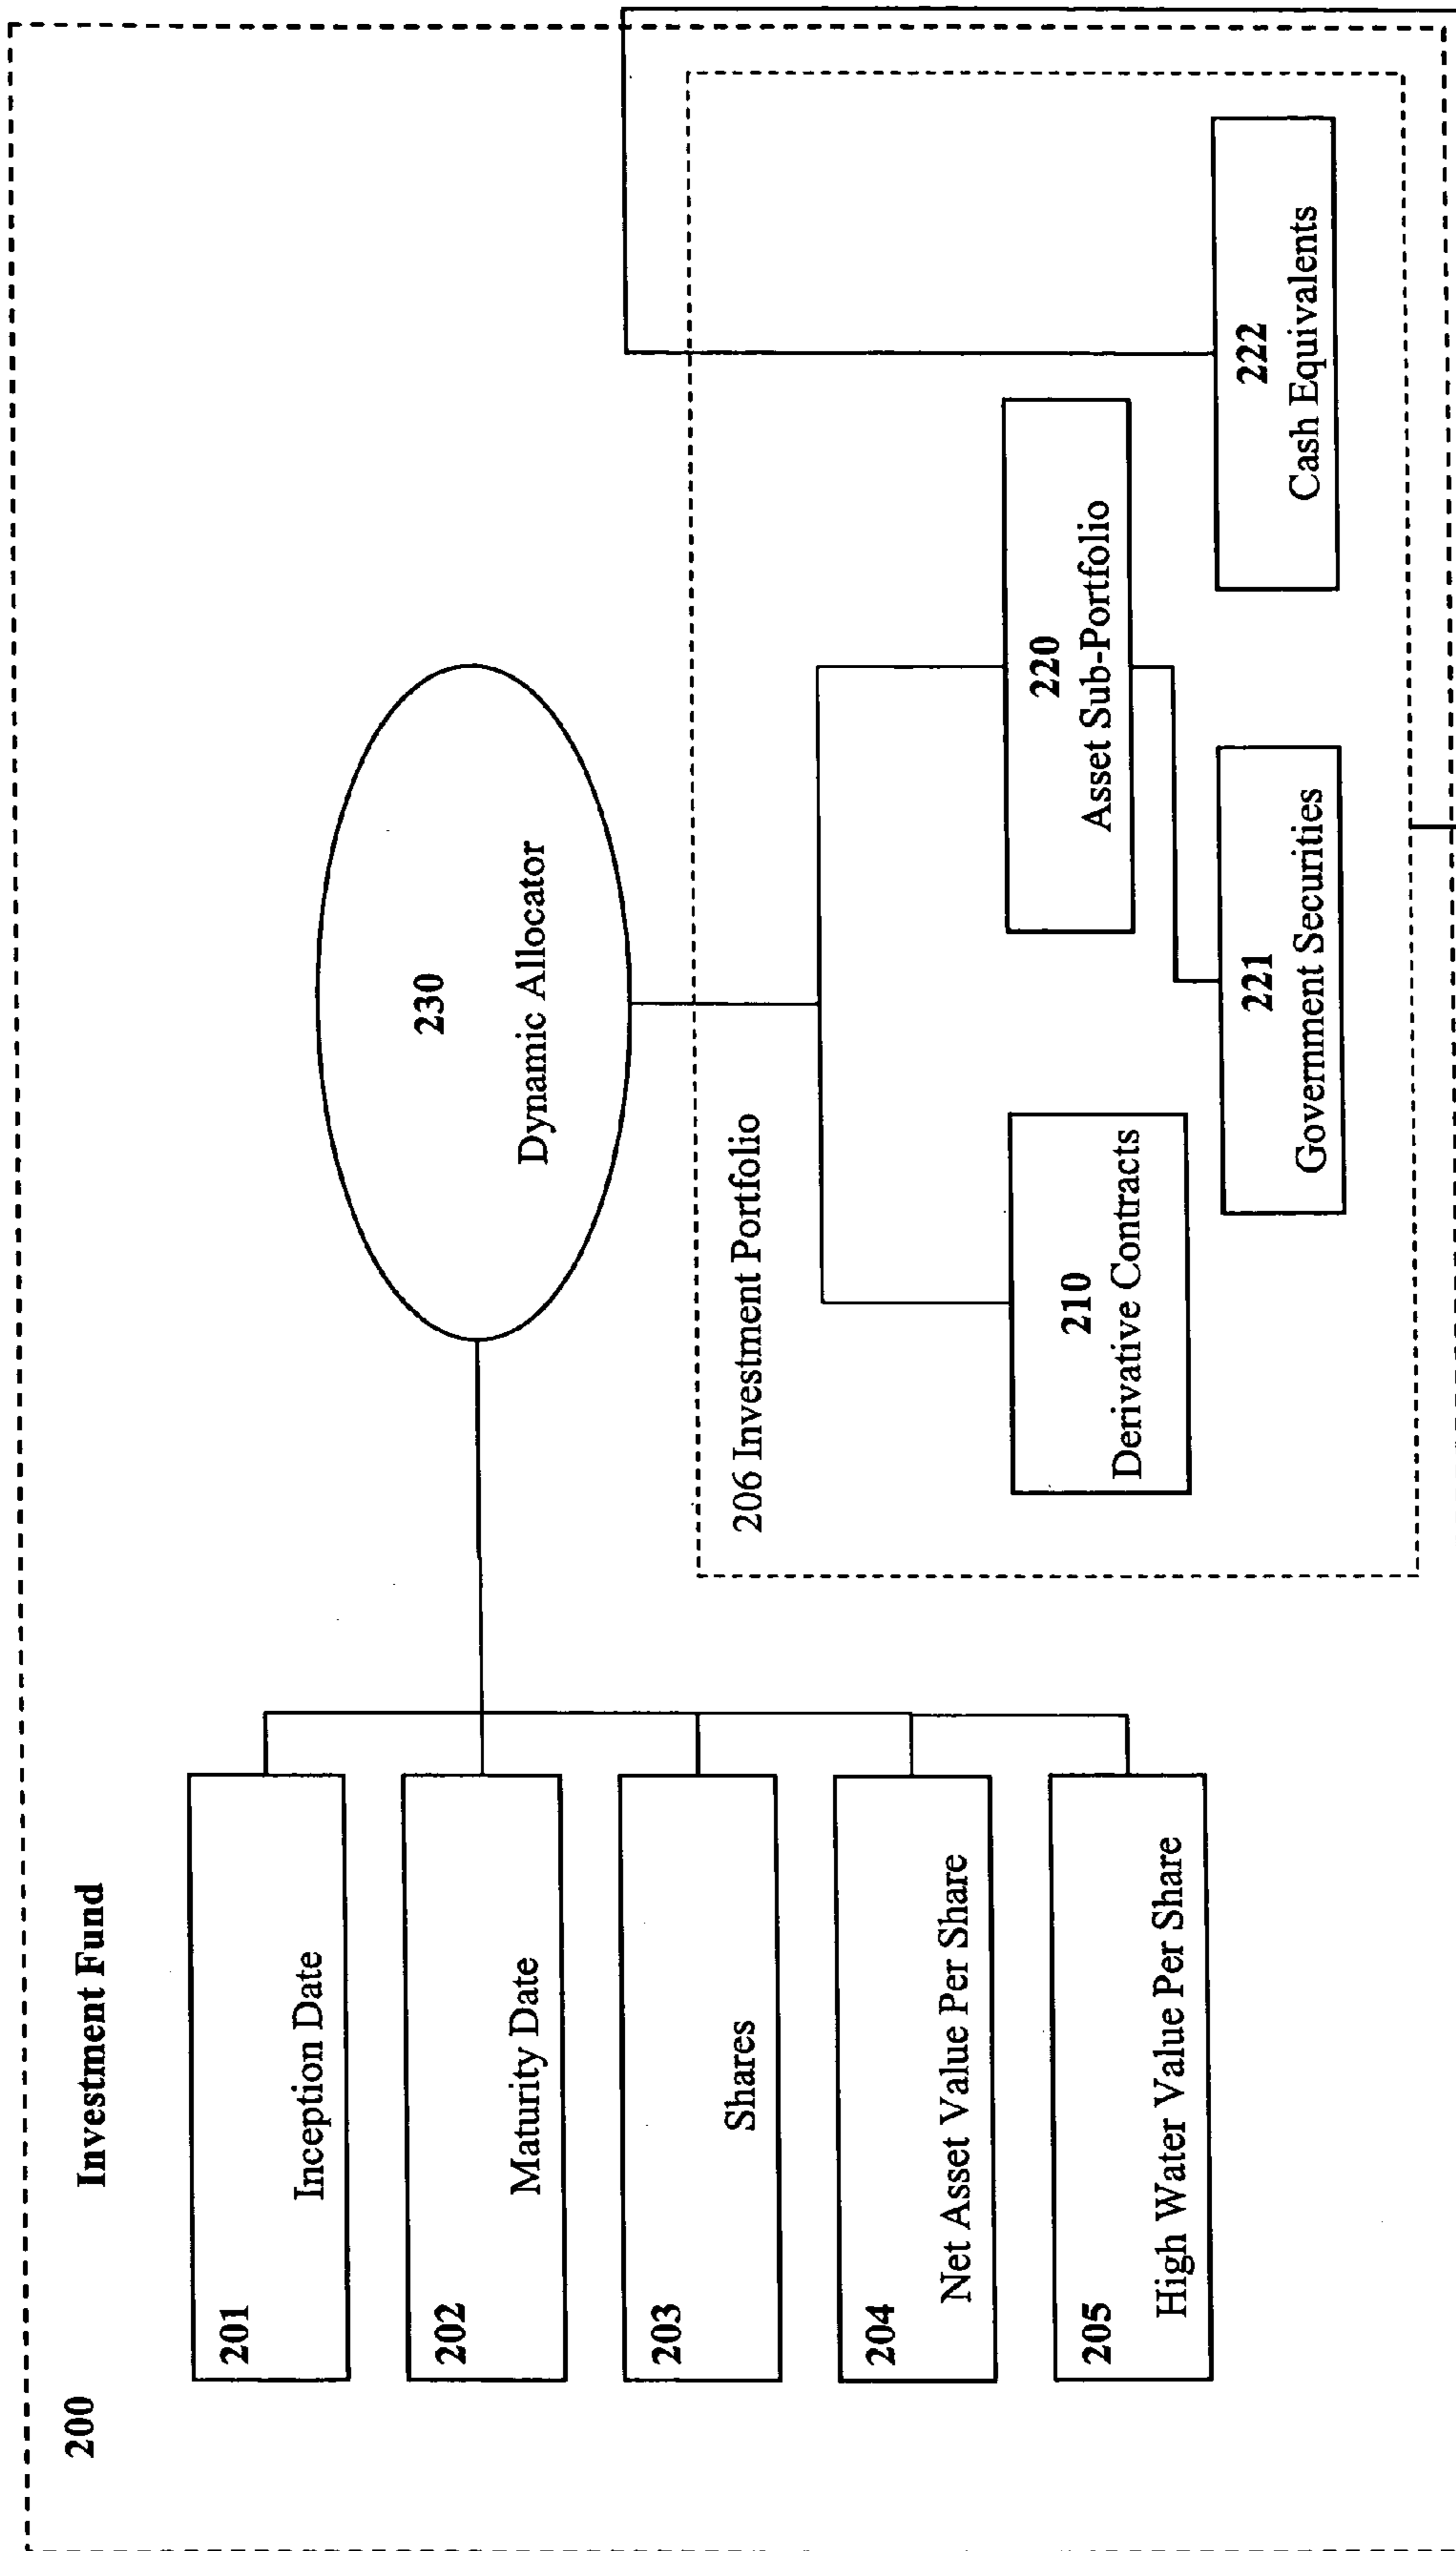 200
Investment Fund
201
Inception Date
202
Maturity Date
203
Shares
204
Net Asset Value Per Share
205
High Water Value Per Share
230
Dynamic Allocator
206 Investment Portfolio
210
Derivative Contracts
220
Asset Sub-Portfolio
221
Government Securities
222
Cash Equivalents